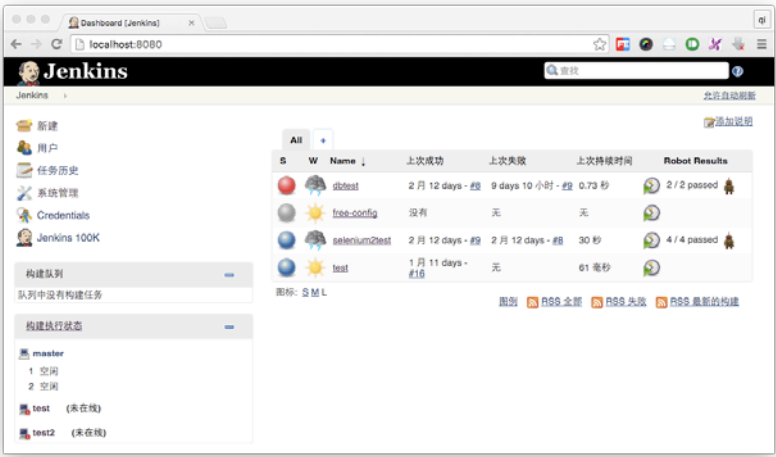 Dashboard [Jenkins]
qi
localhost:8080
Jenkins
查找
Jenkins
允许自动刷新
新建
用户
任务历史
系统管理
Credentials
Jenkins 100K
构建队列
队列中没有构建任务
构建执行状态
master
1 空闲
2 空闲
test (未在线)
test2 (未在线)
添加说明
All +
S W Name ↓ 上次成功 上次失败 上次持续时间 Robot Results
dbtest 2 月 12 days - #8 9 days 10 小时 - #9 0.73 秒 2 / 2 passed
free-config 没有 无 无
selenium2test 2 月 12 days - #9 2 月 12 days - #8 30 秒 4 / 4 passed
test 1 月 11 days - #16 无 61 毫秒
图标: S M L
图例 RSS 全部 RSS 失败 RSS 最新的构建